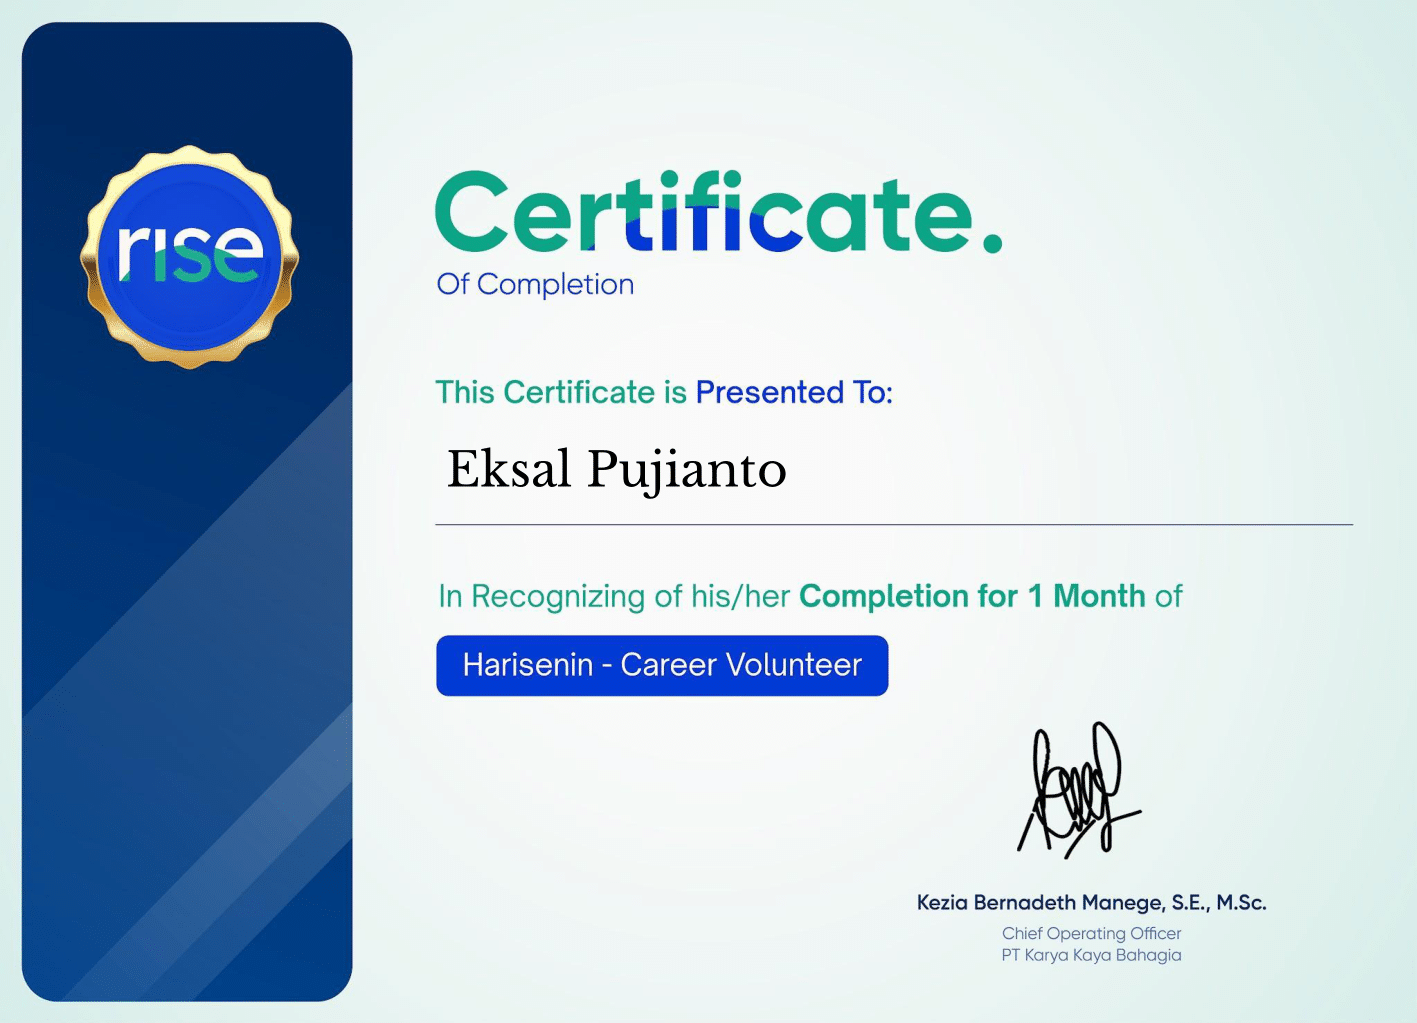 rise
Certificate.
Of Completion
This Certificate is Presented To:
Eksal Pujianto
In Recognizing of his/her Completion for 1 Month of
Harisenin - Career Volunteer
Kezia Bernadeth Manege, S.E., M.Sc.
Chief Operating Officer
PT Karya Kaya Bahagia